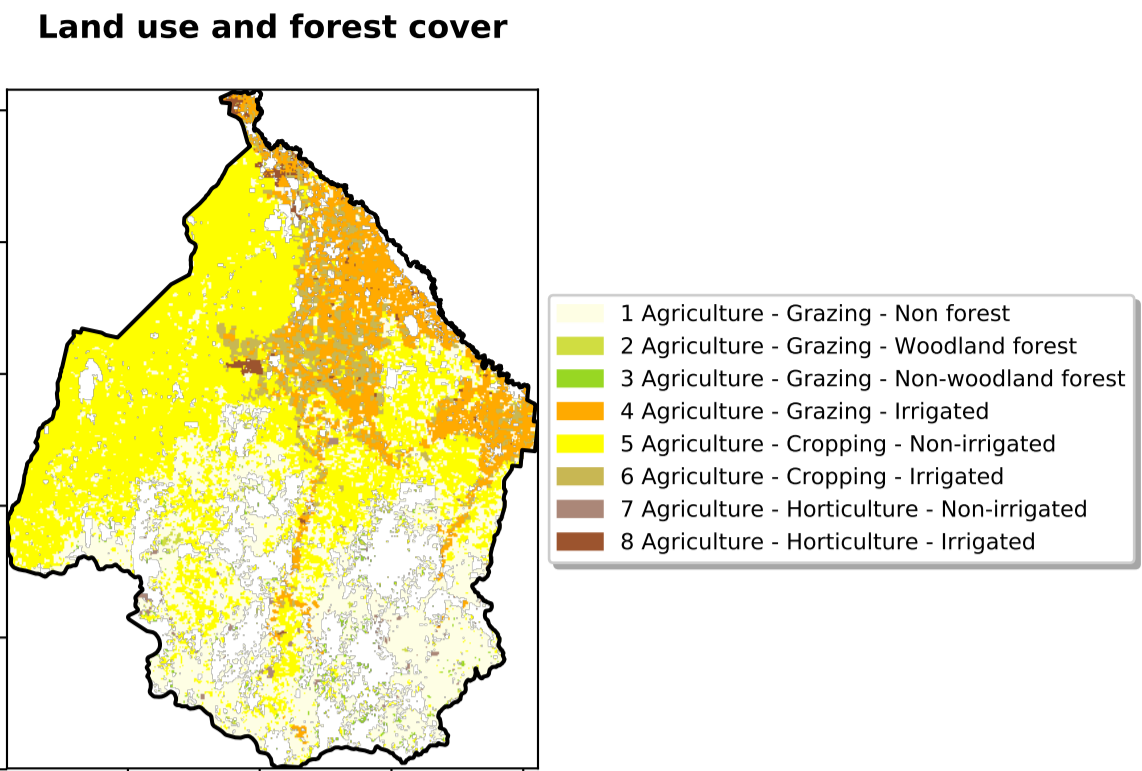 Land use and forest cover
1 Agriculture - Grazing - Non forest
2 Agriculture - Grazing - Woodland forest
3 Agriculture - Grazing - Non-woodland forest
4 Agriculture - Grazing - Irrigated
5 Agriculture - Cropping - Non-irrigated
6 Agriculture - Cropping - Irrigated
7 Agriculture - Horticulture - Non-irrigated
8 Agriculture - Horticulture - Irrigated